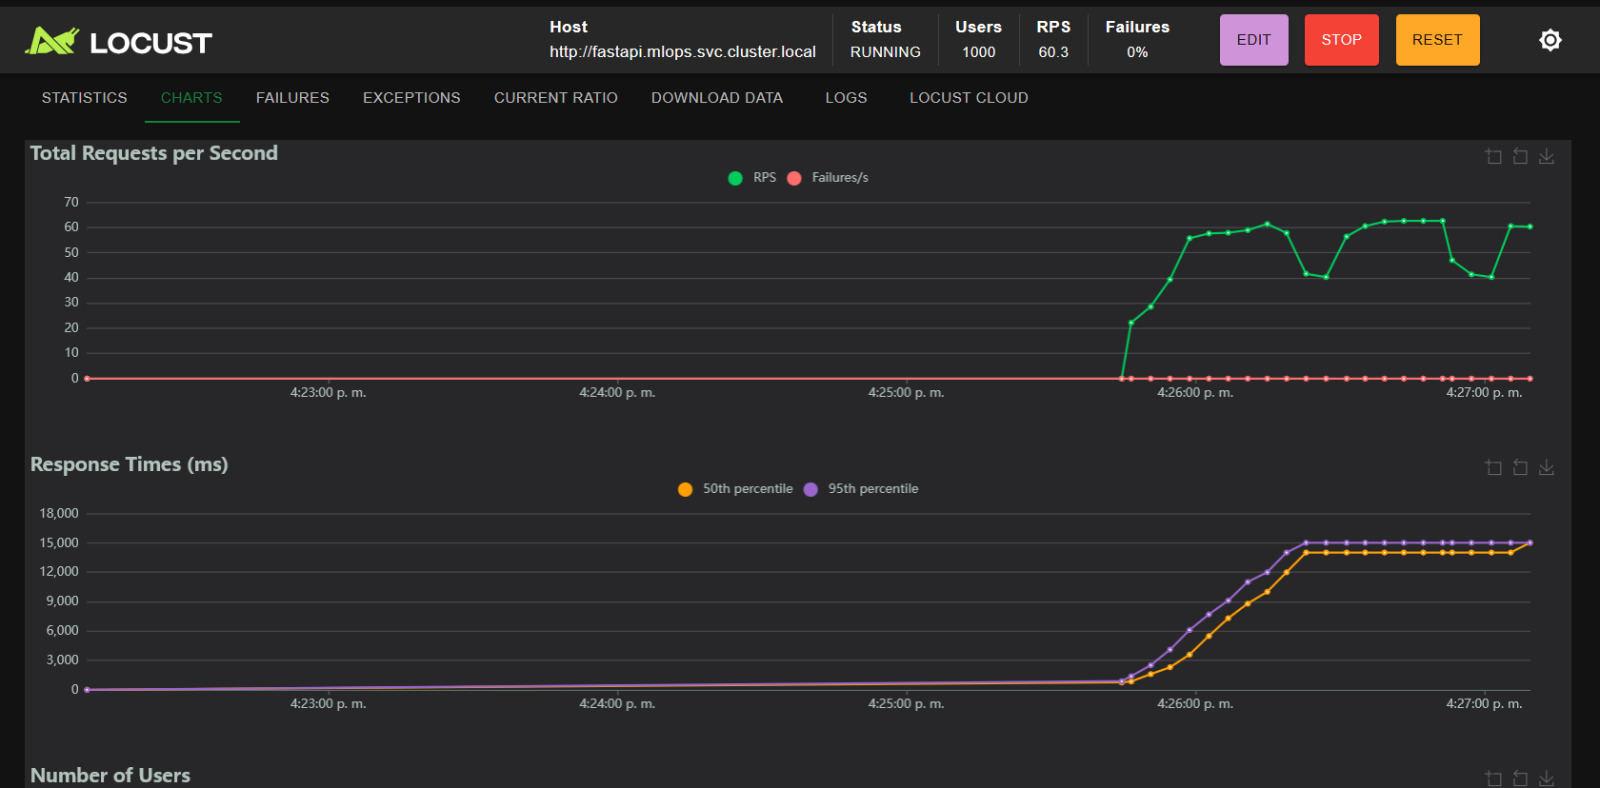 LOCUST
Host
http://fastapi.mlops.svc.cluster.local
Status
RUNNING
Users
1000
RPS
60.3
Failures
0%
EDIT
STOP
RESET
STATISTICS CHARTS FAILURES EXCEPTIONS CURRENT RATIO DOWNLOAD DATA LOGS LOCUST CLOUD
Total Requests per Second
RPS Failures/s
70
60
50
40
30
20
10
0
4:23:00 p. m. 4:24:00 p. m. 4:25:00 p. m. 4:26:00 p. m. 4:27:00 p. m.
Response Times (ms)
50th percentile 95th percentile
18,000
15,000
12,000
9,000
6,000
3,000
0
4:23:00 p. m. 4:24:00 p. m. 4:25:00 p. m. 4:26:00 p. m. 4:27:00 p. m.
Number of Users